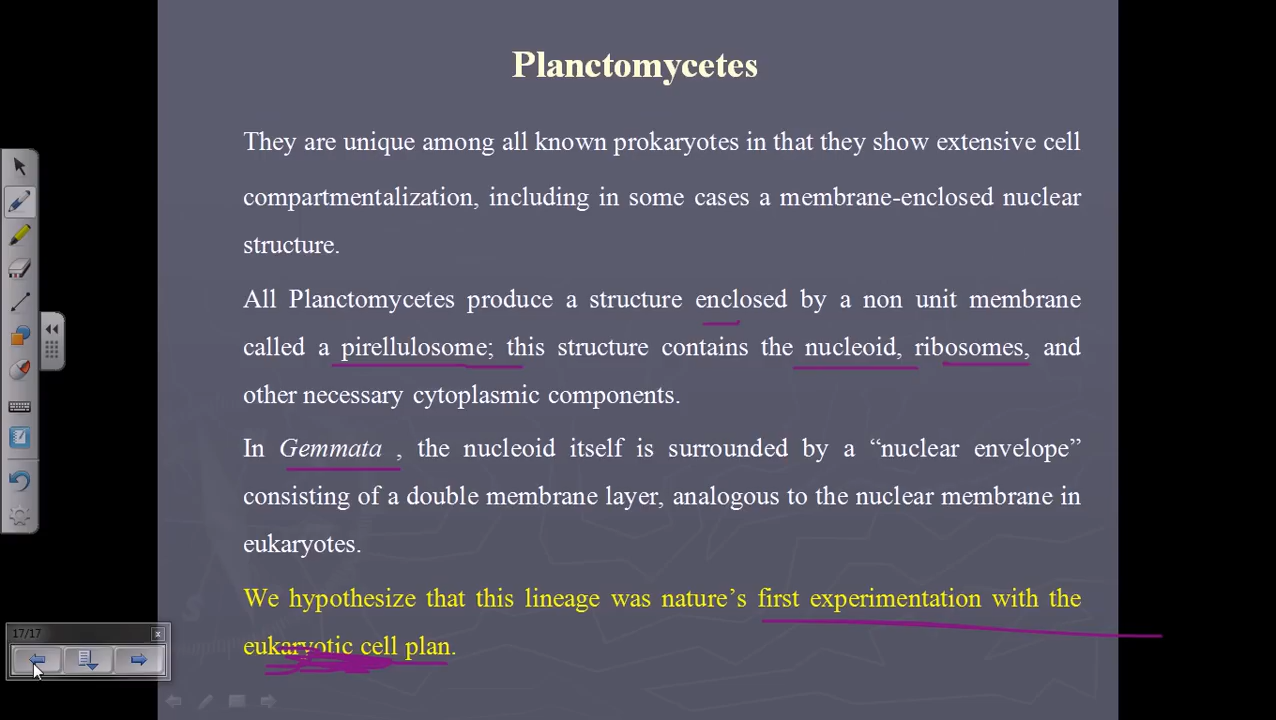 Planctomycetes
They are unique among all known prokaryotes in that they show extensive cell
compartmentalization, including in some cases a membrane-enclosed nuclear
structure.
All Planctomycetes produce a structure enclosed by a non unit membrane
called a pirellulosome; this structure contains the nucleoid, ribosomes, and
other necessary cytoplasmic components.
In Gemmata , the nucleoid itself is surrounded by a “nuclear envelope”
consisting of a double membrane layer, analogous to the nuclear membrane in
eukaryotes.
We hypothesize that this lineage was nature’s first experimentation with the
eukaryotic cell plan.
17/17